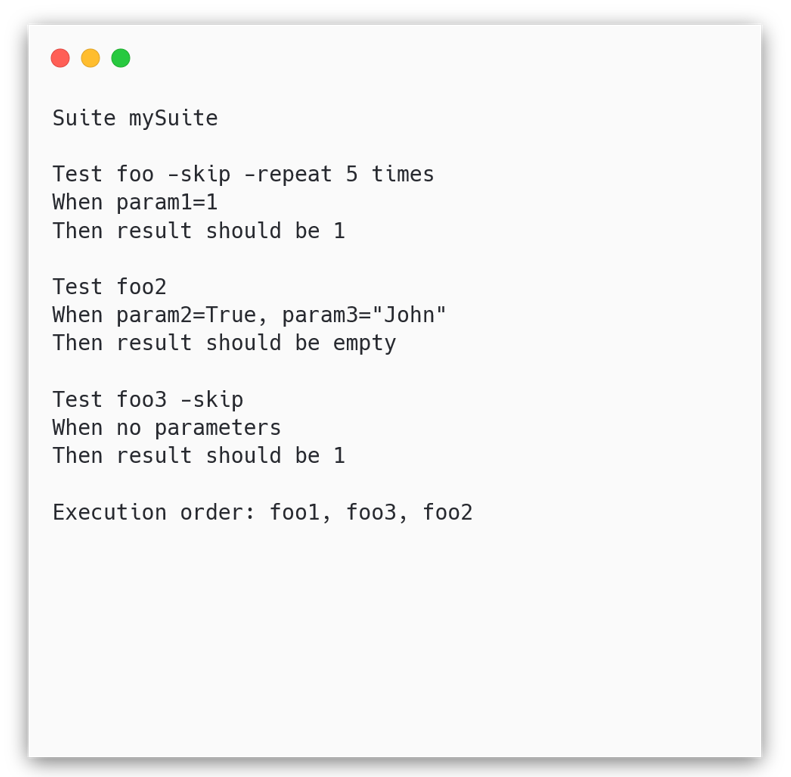 Suite mySuite
Test foo -skip -repeat 5 times
When param1=1
Then result should be 1
Test foo2
When param2=True, param3="John"
Then result should be empty
Test foo3 -skip
When no parameters
Then result should be 1
Execution order: foo1, foo3, foo2